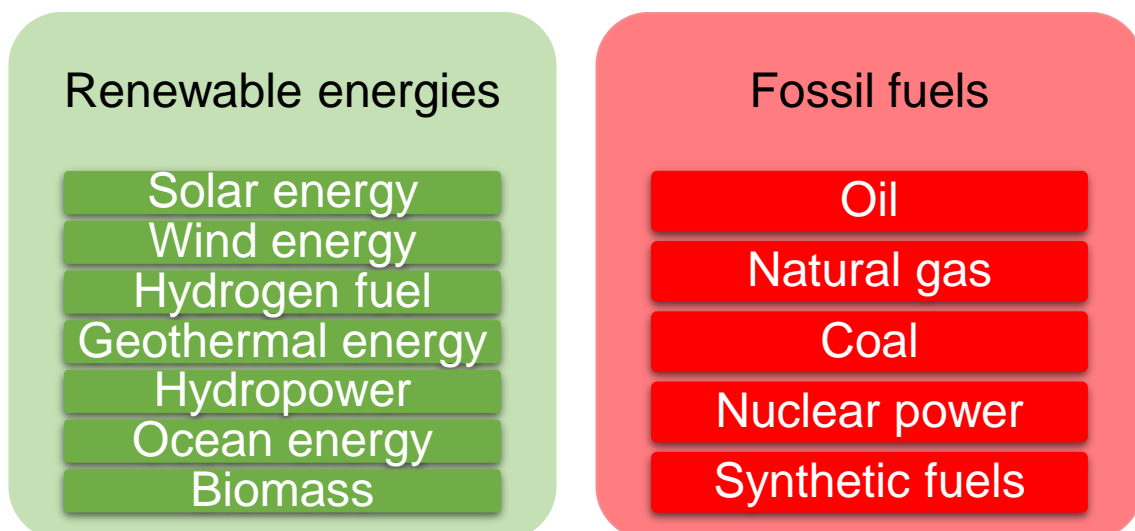 Renewable energies
Solar energy
Wind energy
Hydrogen fuel
Geothermal energy
Hydropower
Ocean energy
Biomass
Fossil fuels
Oil
Natural gas
Coal
Nuclear power
Synthetic fuels